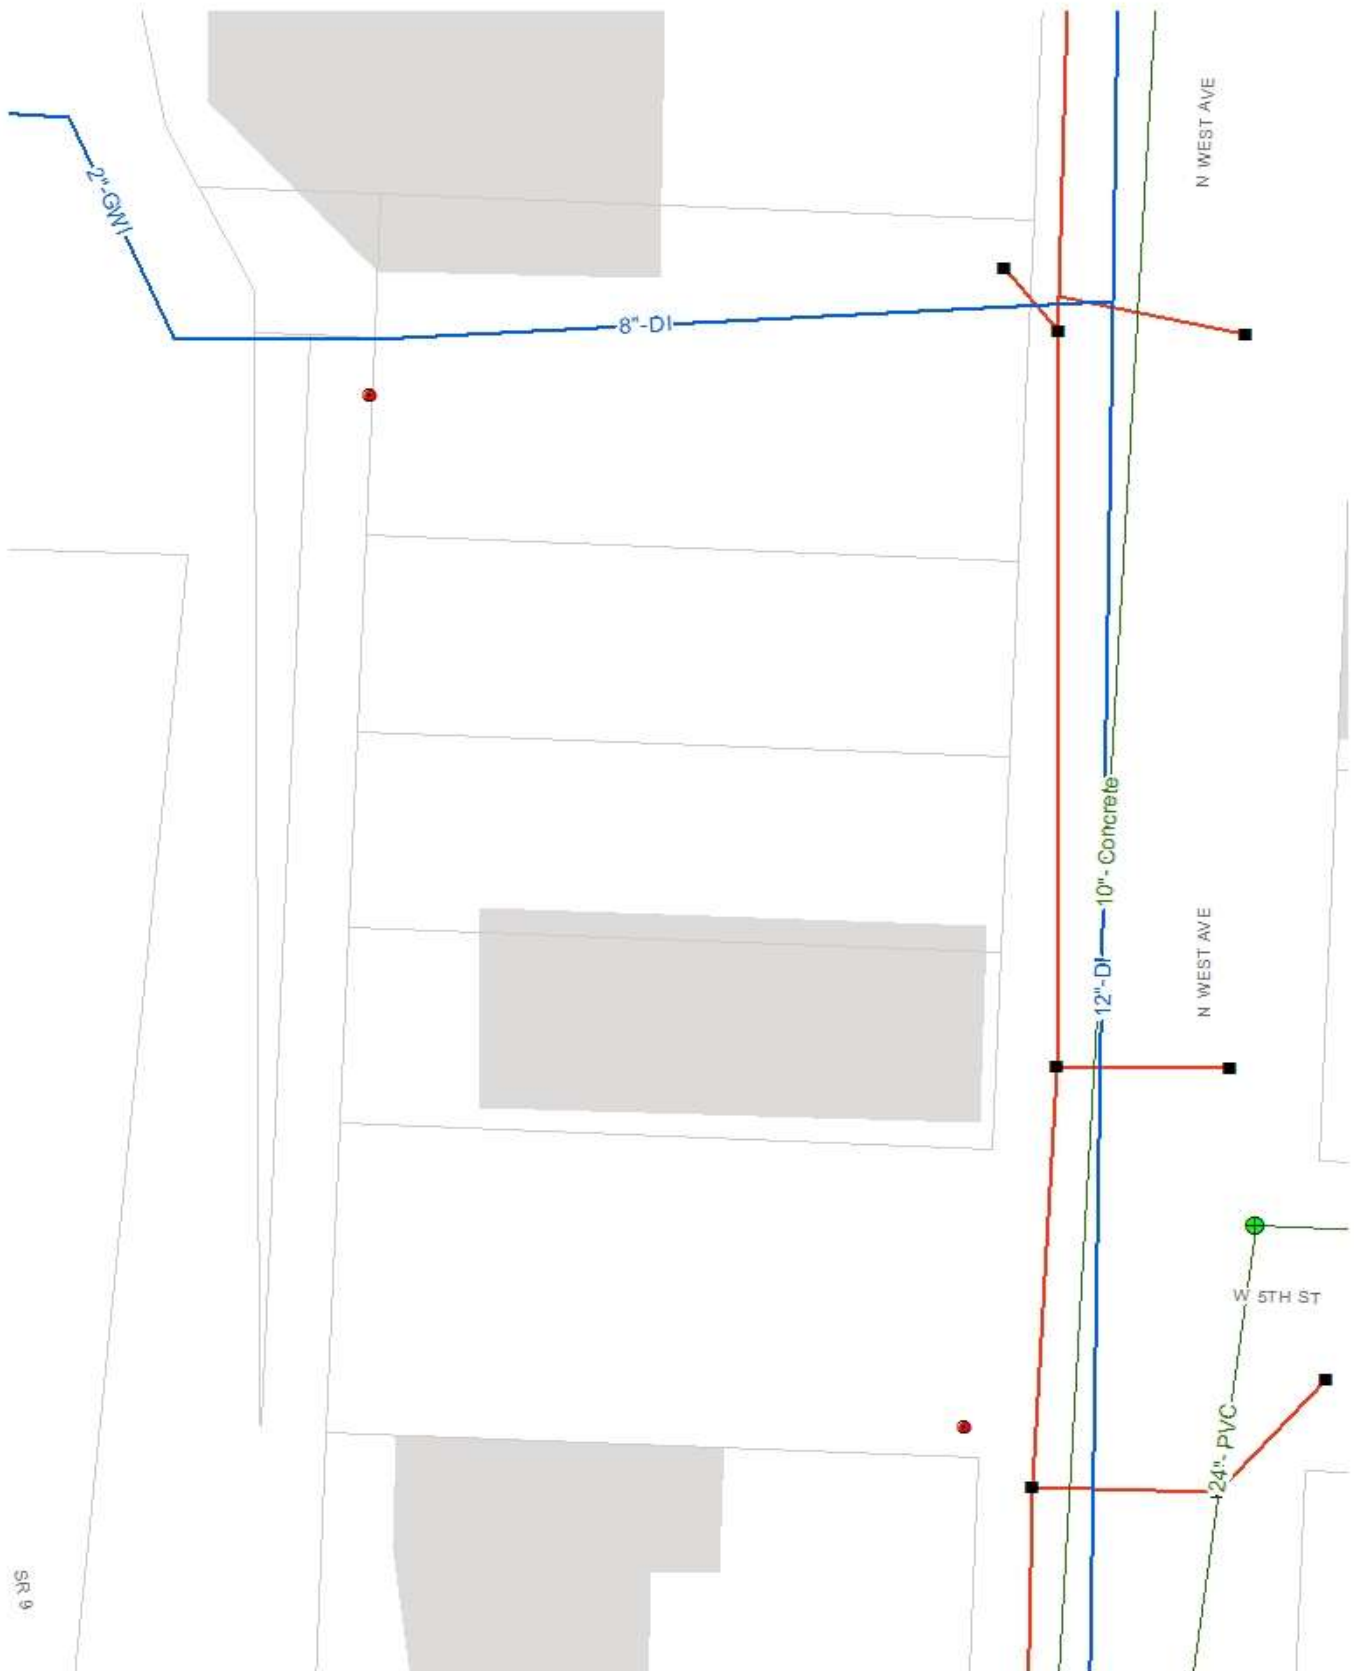 N WEST AVE
2"-GWI
8"-DI
10"- Concrete
12"-DI
N WEST AVE
W 5TH ST
24"- PVC
SR 9